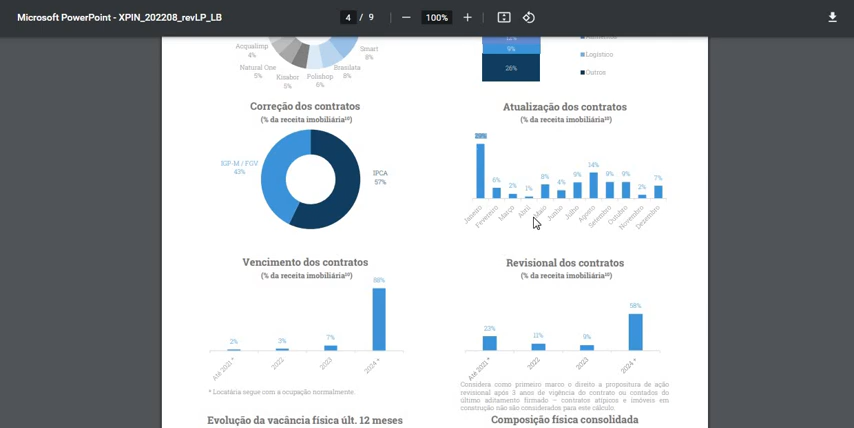 Microsoft PowerPoint - XPIN_202208_revLP_LB
4 / 9
100%
Acqualimp
4%
Natural One
5%
Kisabor
5%
Polishop
6%
Brasilata
8%
Smart
8%
12%
9%
26%
Logístico
Outros
Correção dos contratos
(% da receita imobiliária¹⁰)
IGP-M / FGV
43%
IPCA
57%
Atualização dos contratos
(% da receita imobiliária¹⁰)
29%
6%
2%
1%
8%
4%
9%
14%
9%
9%
2%
7%
Janeiro
Fevereiro
Março
Abril
Maio
Junho
Julho
Agosto
Setembro
Outubro
Novembro
Dezembro
Vencimento dos contratos
(% da receita imobiliária¹⁰)
2%
3%
7%
88%
Até 2021 *
2022
2023
2024 +
* Locatária segue com a ocupação normalmente.
Revisional dos contratos
(% da receita imobiliária¹⁰)
23%
11%
9%
58%
Até 2021 *
2022
2023
2024 +
Considera como primeiro marco o direito a propositura de ação
revisional após 3 anos de vigência do contrato ou contados do
último aditamento firmado – contratos atípicos e imóveis em
construção não são considerados para este cálculo.
Evolução da vacância física últ. 12 meses
Composição física consolidada